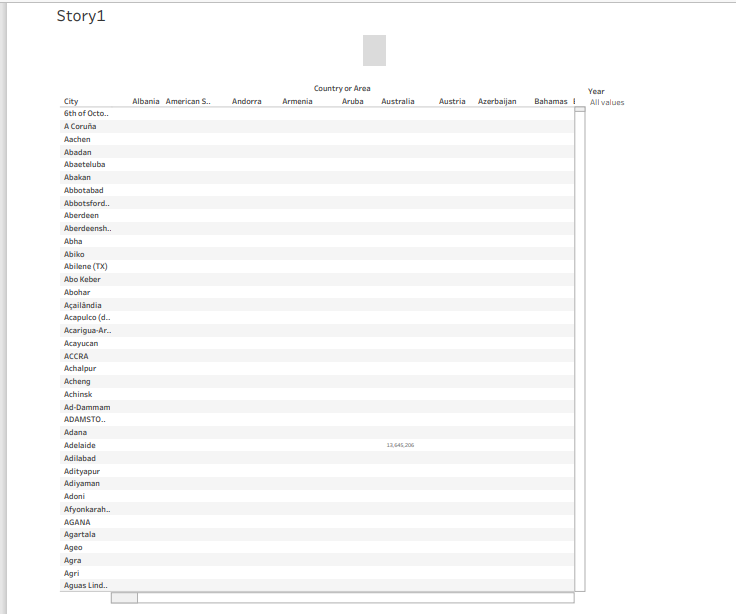 Story1
Country or Area
Year
City Albania American S.. Andorra Armenia Aruba Australia Austria Azerbaijan Bahamas
All values
6th of Octo..
A Coruña
Aachen
Abadan
Abaeteluba
Abakan
Abbotabad
Abbotsford..
Aberdeen
Aberdeensh..
Abha
Abiko
Abilene (TX)
Abo Keber
Abohar
Açailândia
Acapulco (d..
Acarigua-Ar..
Acayucan
ACCRA
Achalpur
Acheng
Achinsk
Ad-Dammam
ADAMSTO..
Adana
Adelaide 13,645,206
Adilabad
Adityapur
Adiyaman
Adoni
Afyonkarah..
AGANA
Agartala
Ageo
Agra
Agri
Aguas Lind..